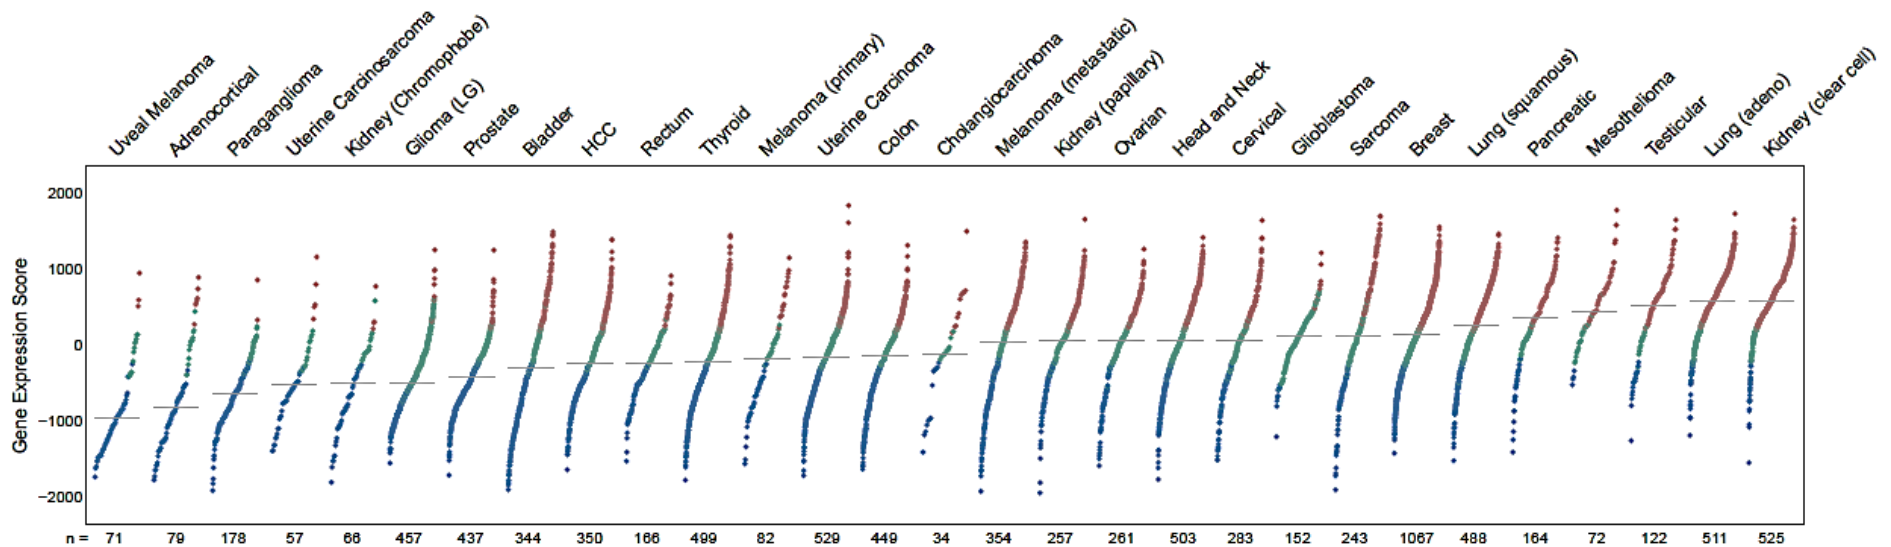 Uveal Melanoma
Adrenocortical
Paraganglioma
Uterine Carcinosarcoma
Kidney (Chromophobe)
Glioma (LG)
Prostate
Bladder
HCC
Rectum
Thyroid
Melanoma (primary)
Uterine Carcinoma
Colon
Cholangiocarcinoma
Melanoma (metastatic)
Kidney (papillary)
Ovarian
Head and Neck
Cervical
Glioblastoma
Sarcoma
Breast
Lung (squamous)
Pancreatic
Mesothelioma
Testicular
Lung (adeno)
Kidney (clear cell)
Gene Expression Score
2000
1000
0
−1000
−2000
n = 71 79 178 57 66 457 437 344 350 166 499 82 529 449 34 354 257 261 503 283 152 243 1067 488 164 72 122 511 525